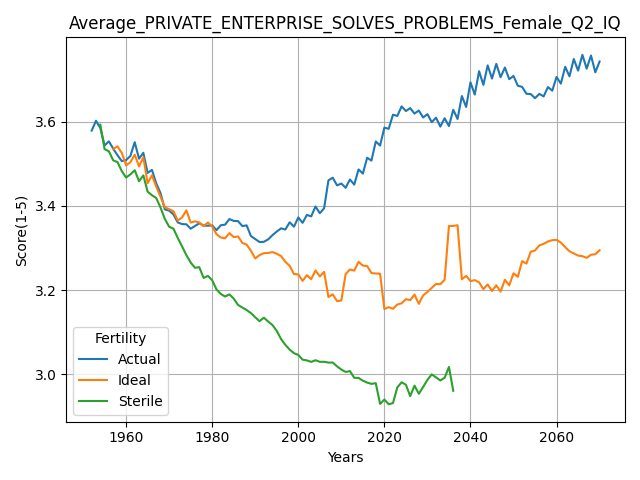 Average_PRIVATE_ENTERPRISE_SOLVES_PROBLEMS_Female_Q2_IQ
Score(1-5)
3.6
3.4
3.2
3.0
Fertility
Actual
Ideal
Sterile
1960 1980 2000 2020 2040 2060
Years